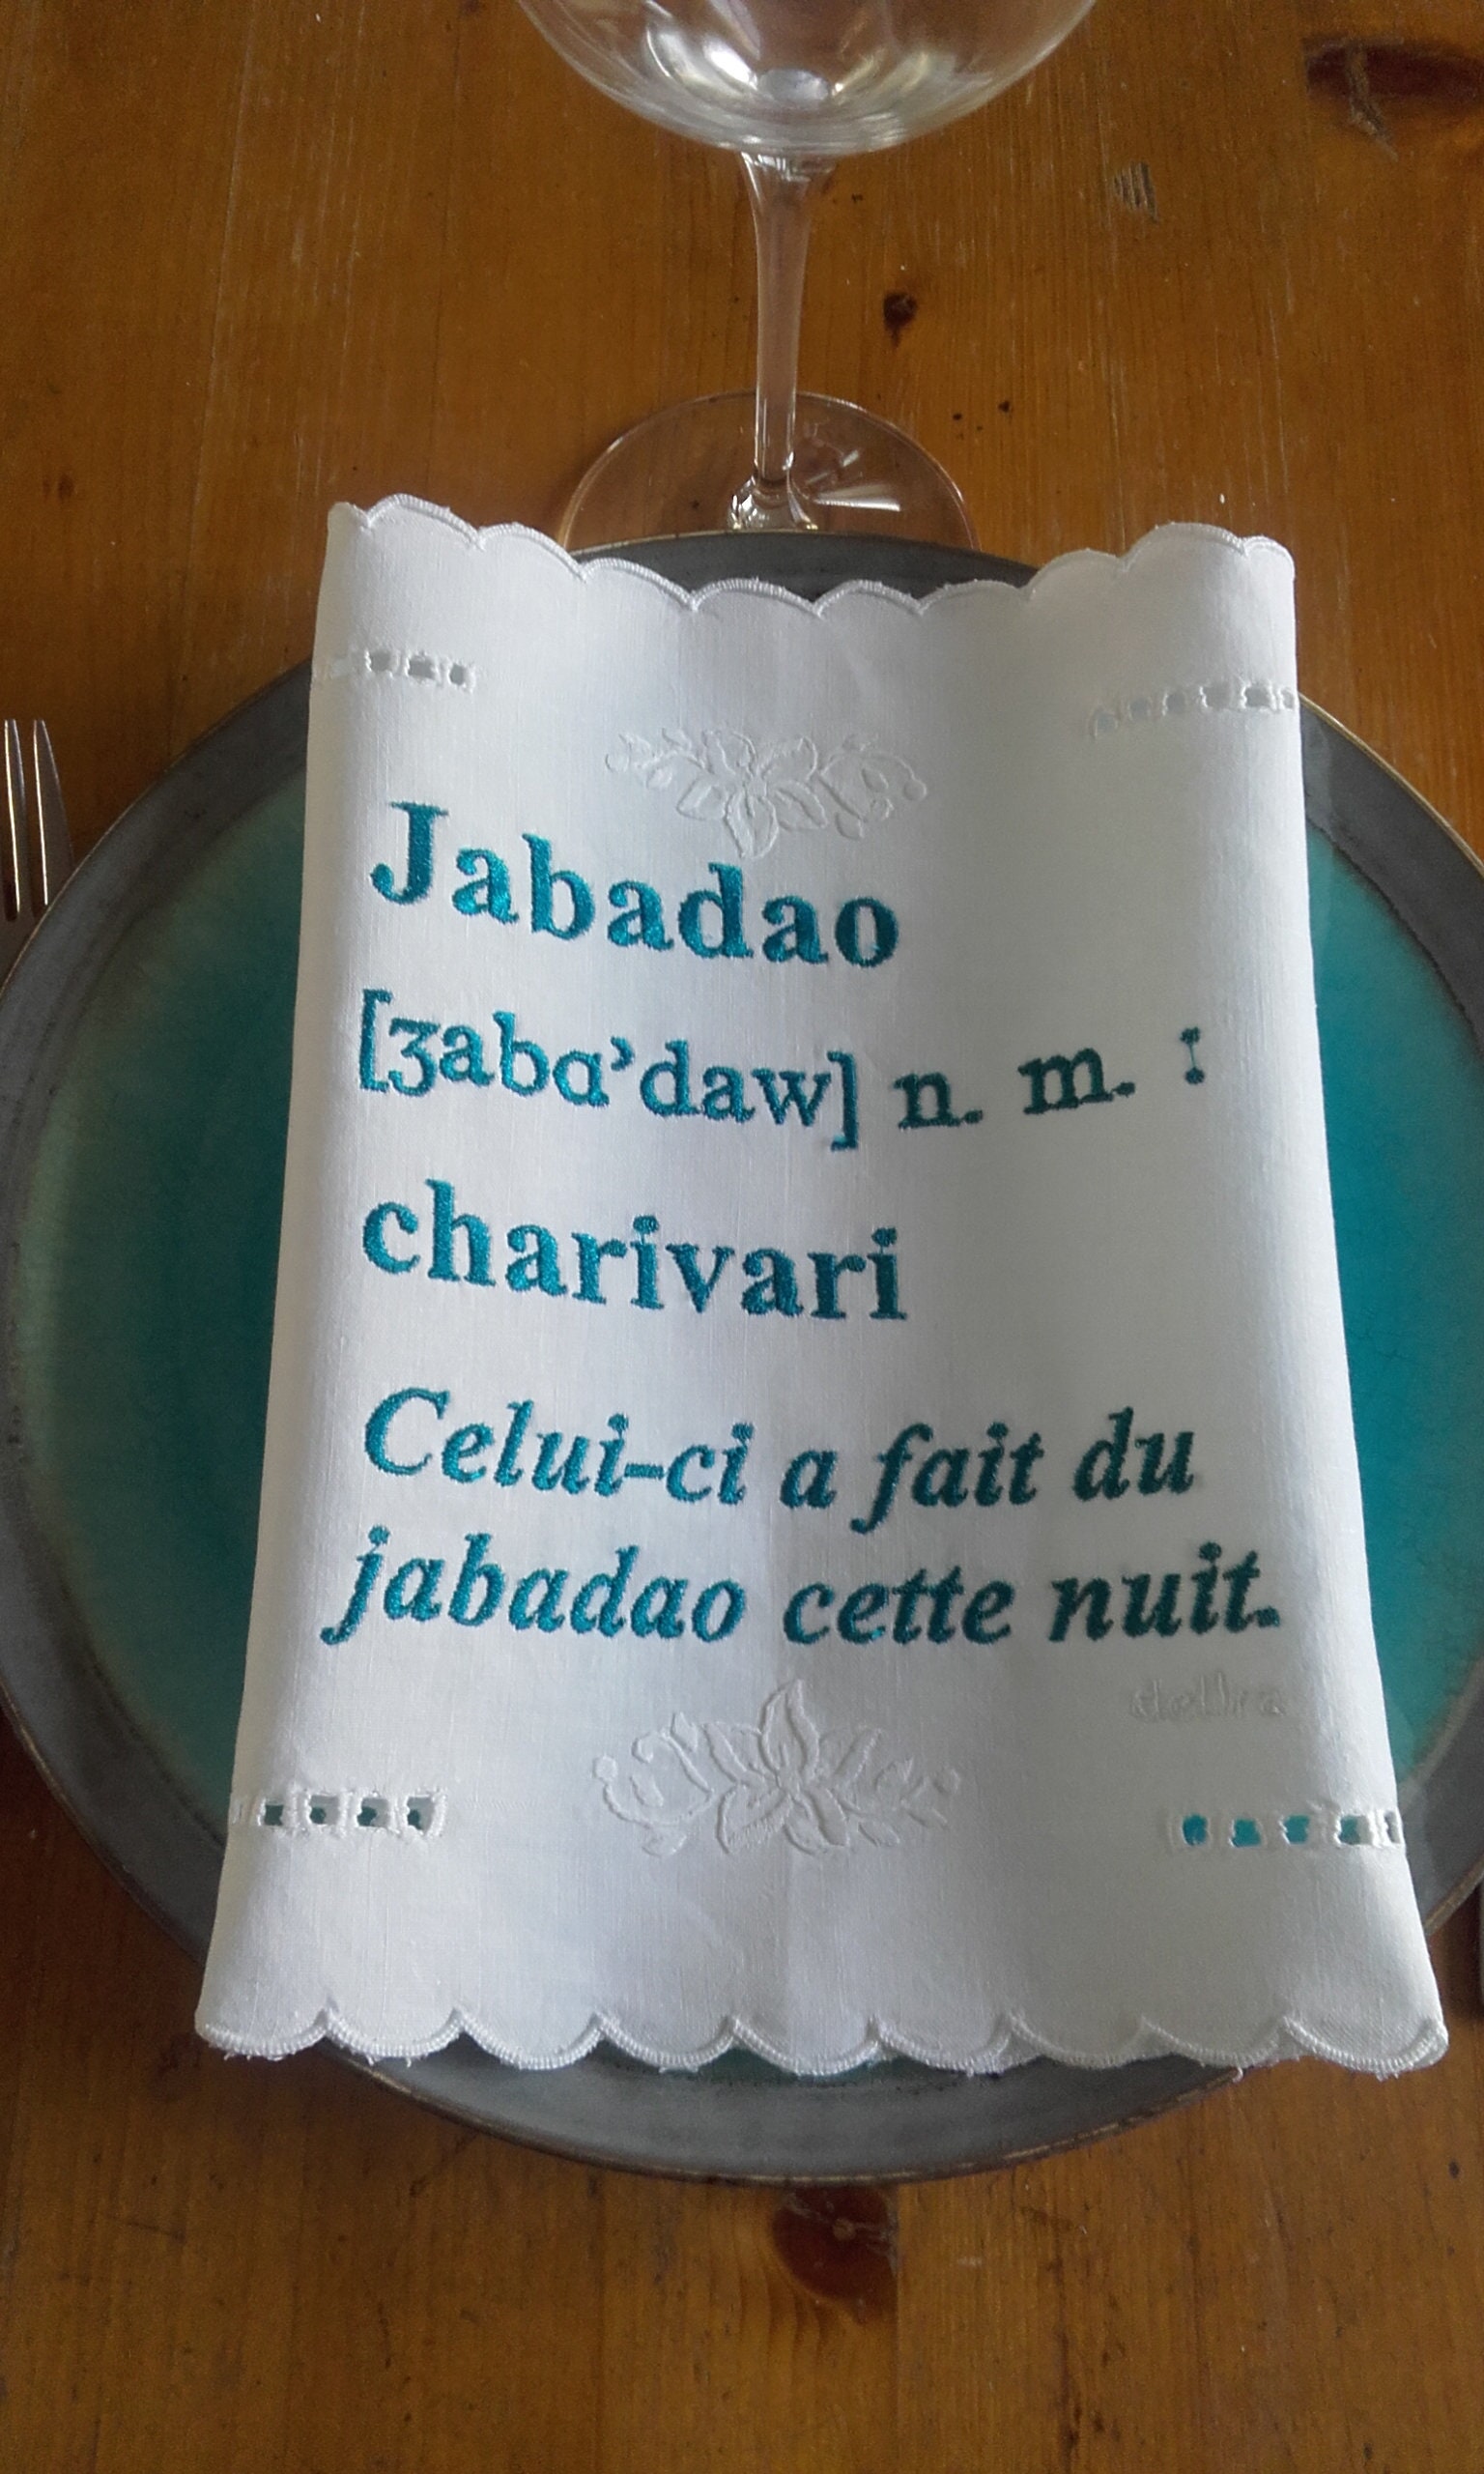 Jabadao
[ʒabɑ’daw] n. m. :
charivari
Celui-ci a fait du
jabadao cette nuit.